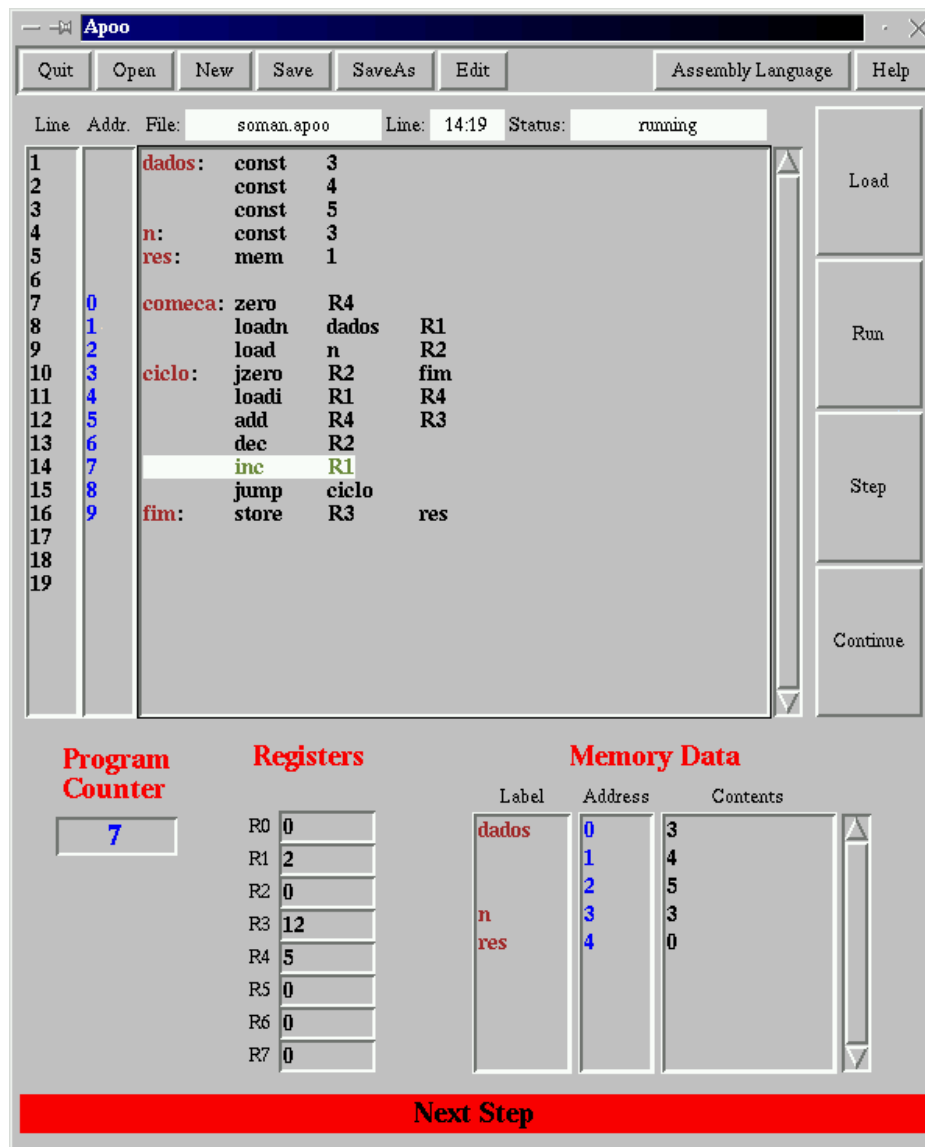 Apoo
Quit Open New Save SaveAs Edit Assembly Language Help
Line Addr. File: soman.apoo Line: 14:19 Status: running
1 dados: const 3
2 const 4
3 const 5
4 n: const 3
5 res: mem 1
6
7 0 comeca: zero R4
8 1 loadn dados R1
9 2 load n R2
10 3 ciclo: jzero R2 fim
11 4 loadi R1 R4
12 5 add R4 R3
13 6 dec R2
14 7 inc R1
15 8 jump ciclo
16 9 fim: store R3 res
17
18
19
Load
Run
Step
Continue
Program
Counter
7
Registers
R0 0
R1 2
R2 0
R3 12
R4 5
R5 0
R6 0
R7 0
Memory Data
Label Address Contents
dados 0 3
1 4
2 5
n 3 3
res 4 0
Next Step